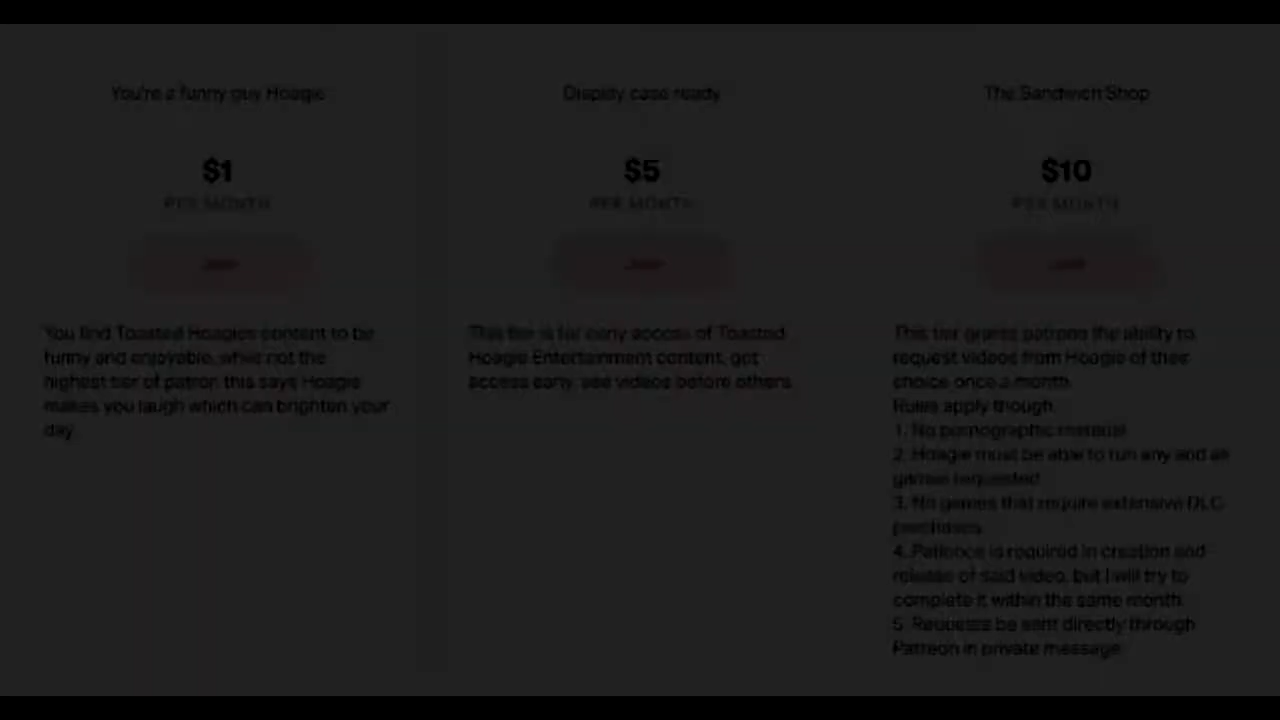 You're a funny guy Hoagie
$1
PER MONTH
Join
You find Toasted Hoagies content to be
funny and enjoyable, while not the
highest tier of patron this says Hoagie
makes you laugh which can brighten your
day.
Display case ready
$5
PER MONTH
Join
This tier is for early access of Toasted
Hoagie Entertainment content, get
access early, see videos before others.
The Sandwich Shop
$10
PER MONTH
Join
This tier grants patrons the ability to
request videos from Hoagie of their
choice once a month.
Rules apply though.
1. No pornographic material
2. Hoagie must be able to run any and all
games requested
3. No games that require extensive DLC
purchases.
4. Patience is required in creation and
release of said video, but I will try to
complete it within the same month.
5. Requests be sent directly through
Patreon in private message.